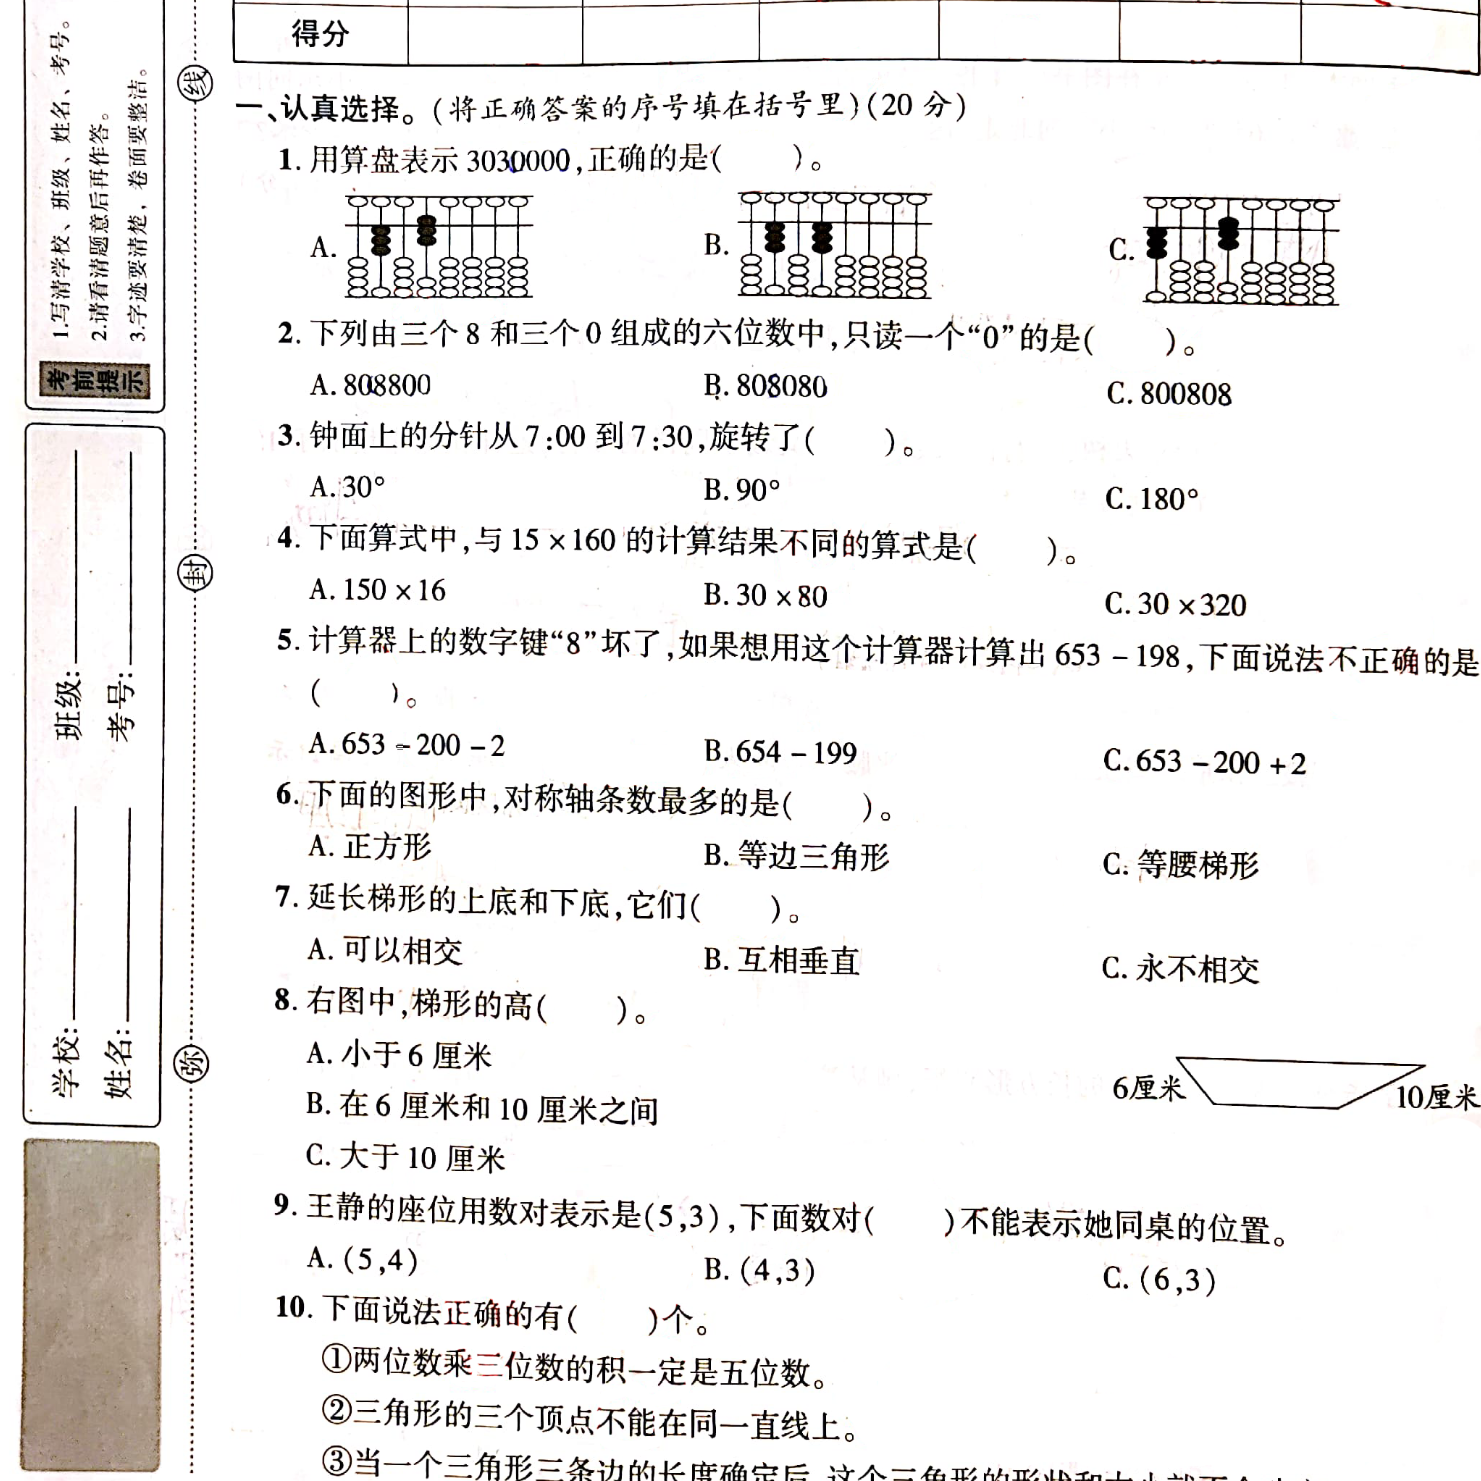 得分
一、认真选择。(将正确答案的序号填在括号里)(20 分)
1. 用算盘表示 3030000,正确的是(  )。
A.
B.
C.
2. 下列由三个 8 和三个 0 组成的六位数中,只读一个“0”的是(  )。
A. 808800
B. 808080
C. 800808
3. 钟面上的分针从 7:00 到 7:30,旋转了(  )。
A. 30°
B. 90°
C. 180°
4. 下面算式中,与 15 × 160 的计算结果不同的算式是(  )。
A. 150 × 16
B. 30 × 80
C. 30 × 320
5. 计算器上的数字键“8”坏了,如果想用这个计算器计算出 653 - 198,下面说法不正确的是
(  )。
A. 653 - 200 - 2
B. 654 - 199
C. 653 - 200 + 2
6. 下面的图形中,对称轴条数最多的是(  )。
A. 正方形
B. 等边三角形
C. 等腰梯形
7. 延长梯形的上底和下底,它们(  )。
A. 可以相交
B. 互相垂直
C. 永不相交
8. 右图中,梯形的高(  )。
A. 小于 6 厘米
B. 在 6 厘米和 10 厘米之间
C. 大于 10 厘米
6厘米
10厘米
9. 王静的座位用数对表示是(5,3),下面数对(  )不能表示她同桌的位置。
A. (5,4)
B. (4,3)
C. (6,3)
10. 下面说法正确的有(  )个。
①两位数乘三位数的积一定是五位数。
②三角形的三个顶点不能在同一直线上。
③当一个三角形三条边的长度确定后,这个三角形的形状和大小就不会
考前提示
1.写清学校、班级、姓名、考号。
2.请看清题意后再作答。
3.字迹要清楚，卷面要整洁。
学校:
班级:
姓名:
考号:
弥
封
线